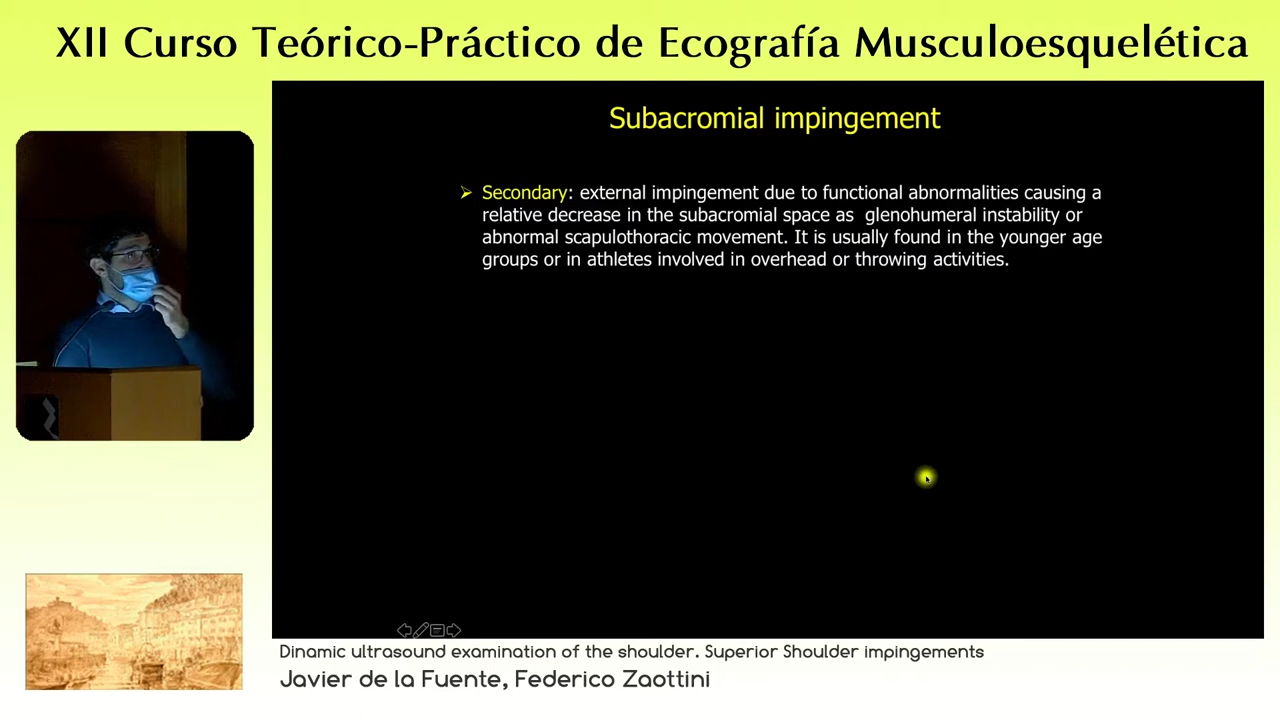 XII Curso Teórico-Práctico de Ecografía Musculoesquelética
Subacromial impingement
➢ Secondary: external impingement due to functional abnormalities causing a
relative decrease in the subacromial space as glenohumeral instability or
abnormal scapulothoracic movement. It is usually found in the younger age
groups or in athletes involved in overhead or throwing activities.
Dinamic ultrasound examination of the shoulder. Superior Shoulder impingements
Javier de la Fuente, Federico Zaottini